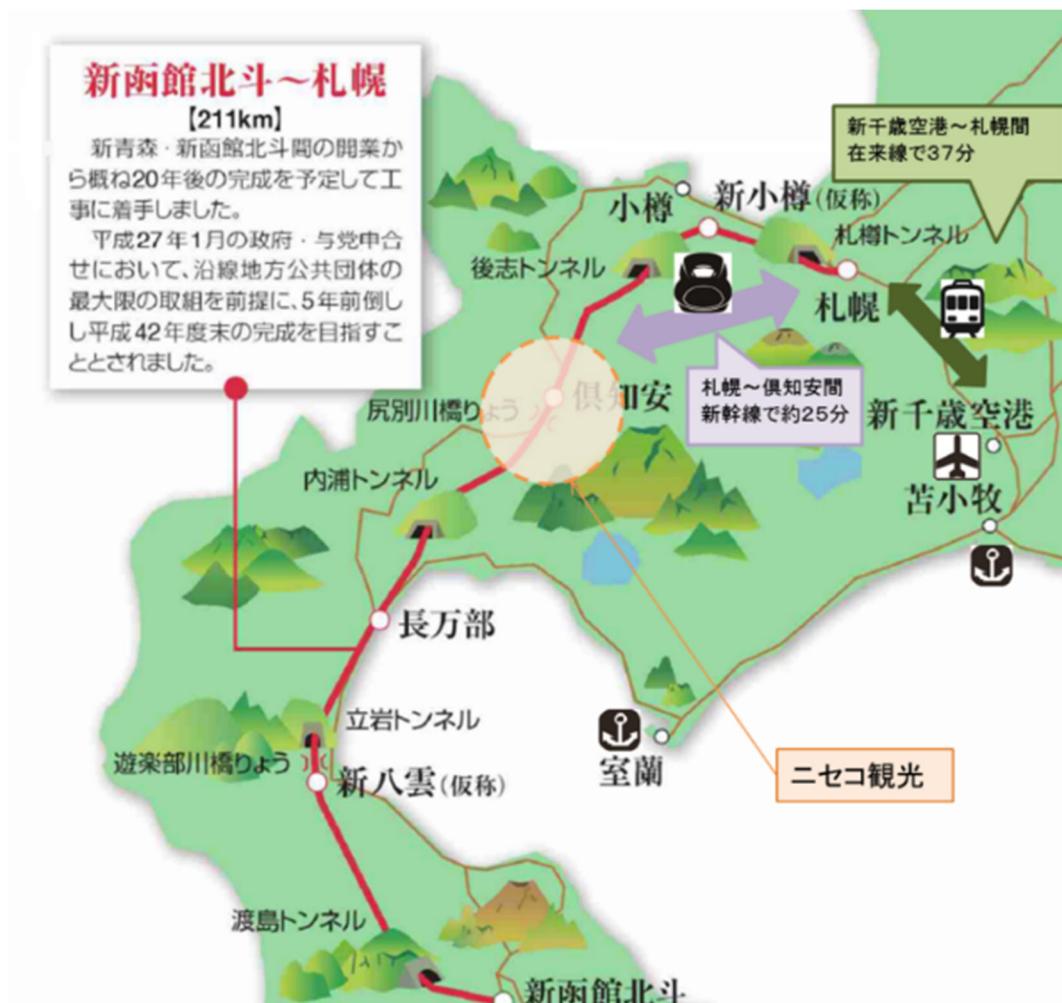 新函館北斗～札幌
【211km】
新青森・新函館北斗間の開業か
ら概ね20年後の完成を予定して工
事に着手しました。
平成27年1月の政府・与党申合
せにおいて、沿線地方公共団体の
最大限の取組を前提に、5年前倒し
し平成42年度末の完成を目指すこ
ととされました。
新千歳空港～札幌間
在来線で37分
小樽
新小樽(仮称)
札樽トンネル
後志トンネル
札幌
札幌～倶知安間
新幹線で約25分
倶知安
尻別川橋りょう
新千歳空港
内浦トンネル
苫小牧
長万部
立岩トンネル
遊楽部川橋りょう
新八雲(仮称)
室蘭
ニセコ観光
渡島トンネル
新函館北斗